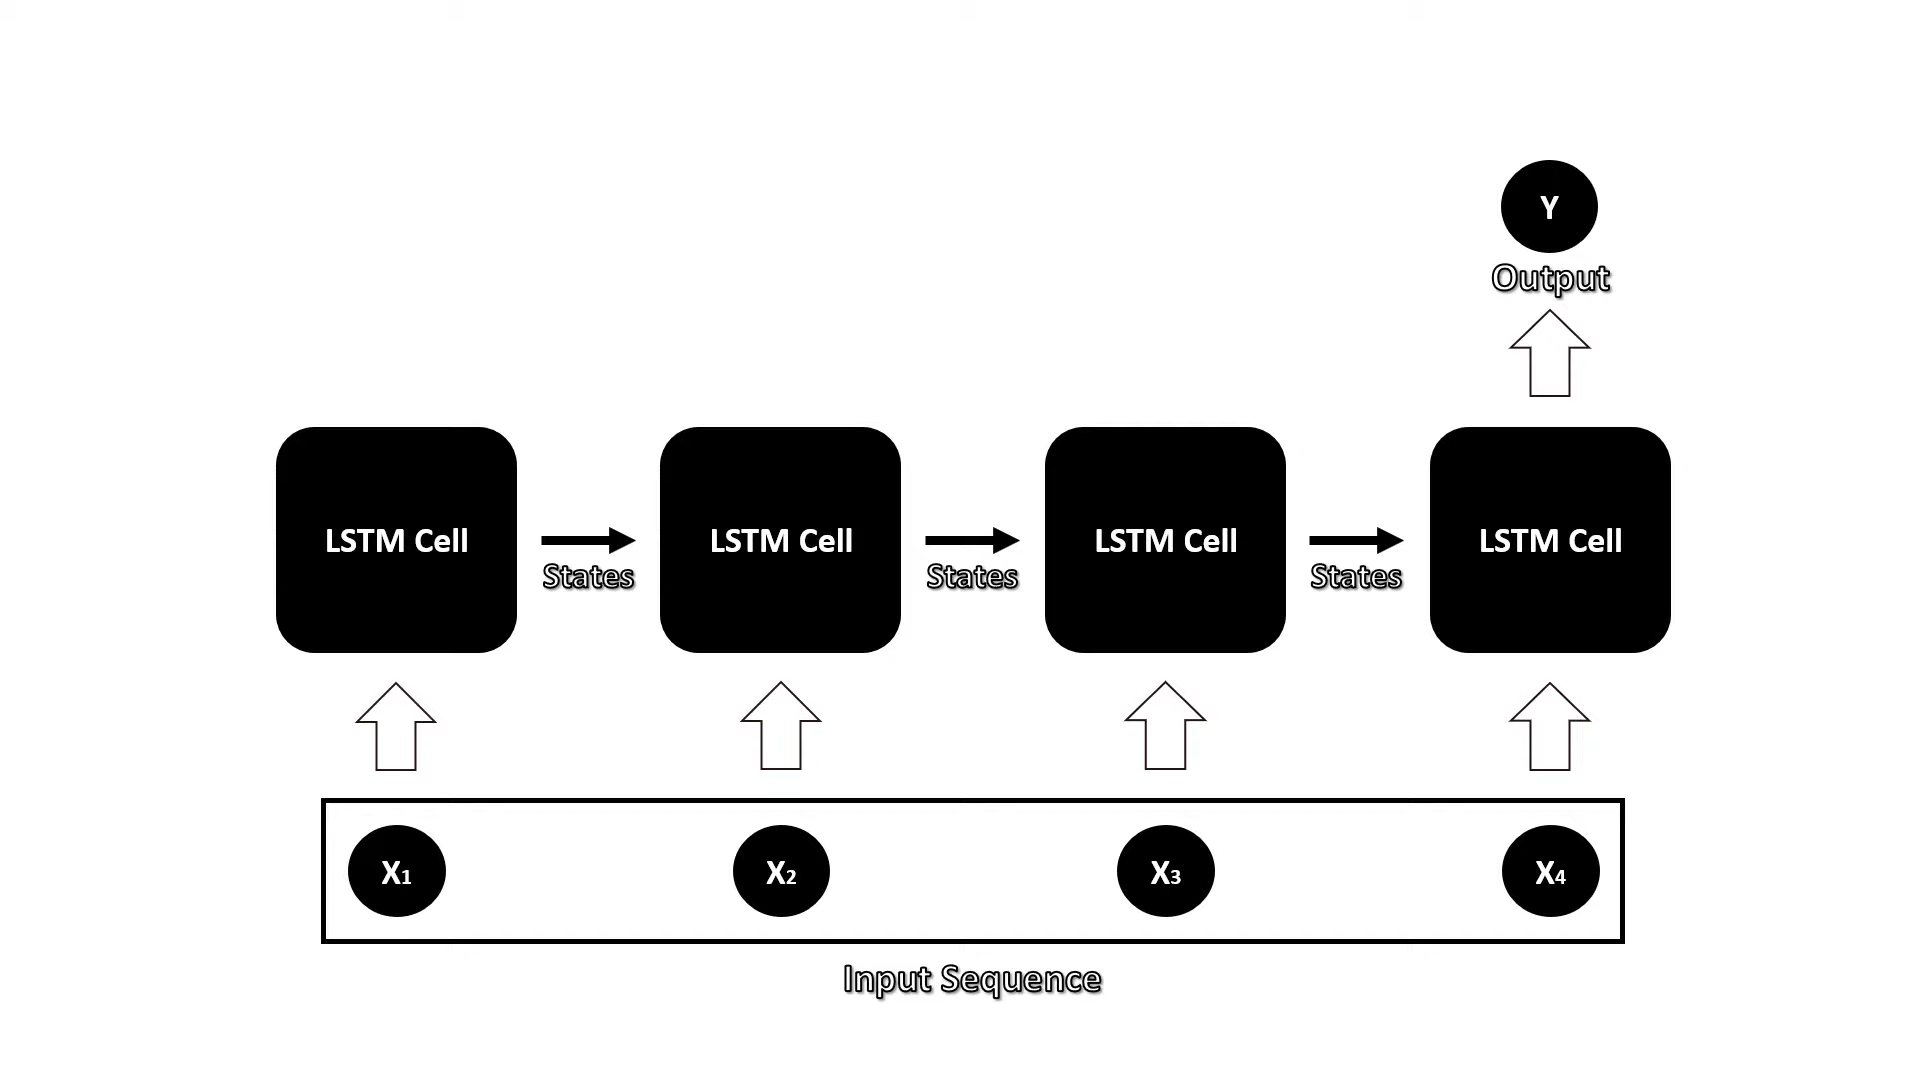 Y
Output
LSTM Cell
LSTM Cell
LSTM Cell
LSTM Cell
States
States
States
X1
X2
X3
X4
Input Sequence